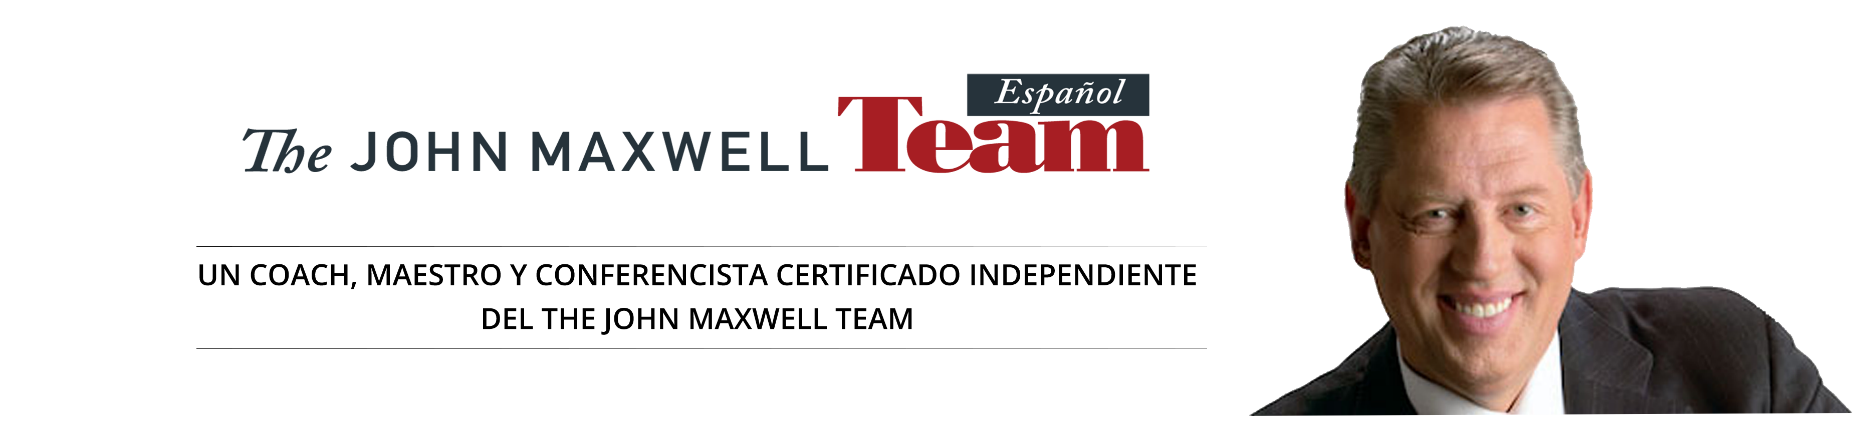 Español
The JOHN MAXWELL Team
UN COACH, MAESTRO Y CONFERENCISTA CERTIFICADO INDEPENDIENTE
DEL THE JOHN MAXWELL TEAM